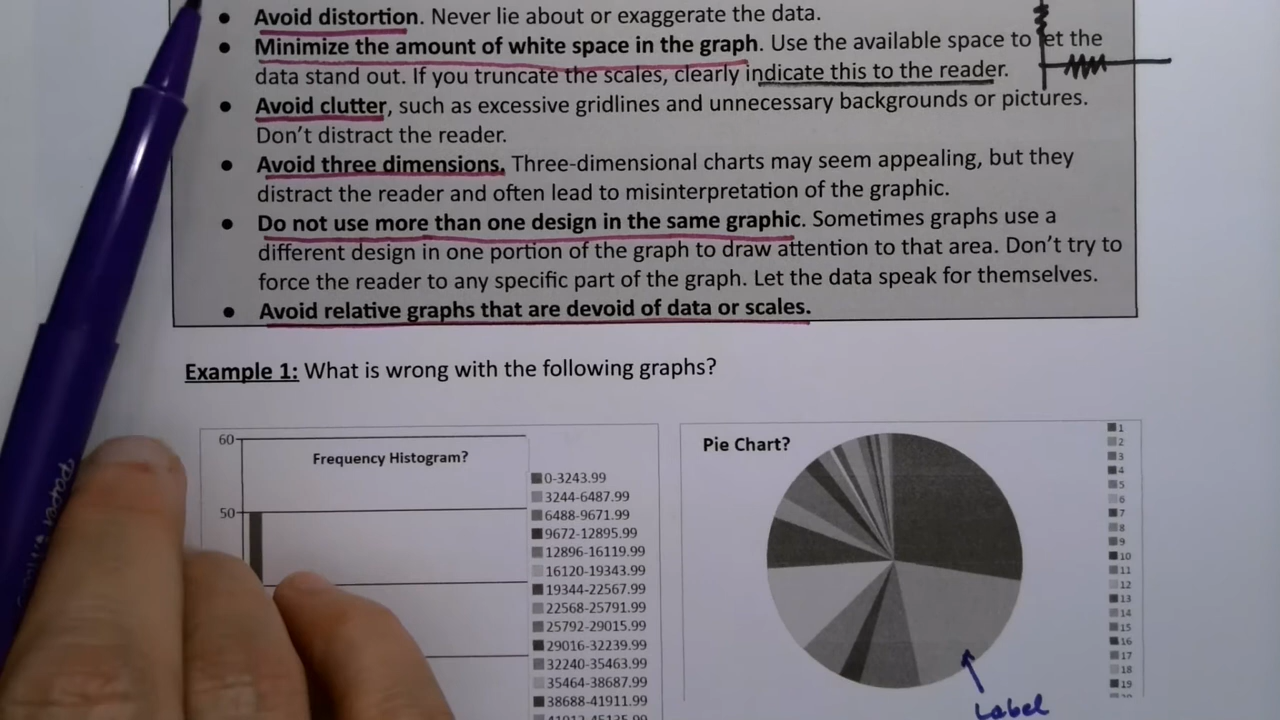 ● Avoid distortion. Never lie about or exaggerate the data.
● Minimize the amount of white space in the graph. Use the available space to let the
data stand out. If you truncate the scales, clearly indicate this to the reader.
● Avoid clutter, such as excessive gridlines and unnecessary backgrounds or pictures.
Don’t distract the reader.
● Avoid three dimensions. Three-dimensional charts may seem appealing, but they
distract the reader and often lead to misinterpretation of the graphic.
● Do not use more than one design in the same graphic. Sometimes graphs use a
different design in one portion of the graph to draw attention to that area. Don’t try to
force the reader to any specific part of the graph. Let the data speak for themselves.
● Avoid relative graphs that are devoid of data or scales.
Example 1: What is wrong with the following graphs?
60
Frequency Histogram?
50
0-3243.99
3244-6487.99
6488-9671.99
9672-12895.99
12896-16119.99
16120-19343.99
19344-22567.99
22568-25791.99
25792-29015.99
29016-32239.99
32240-35463.99
35464-38687.99
38688-41911.99
Pie Chart?
1
2
3
4
5
6
7
8
9
10
11
12
13
14
15
16
17
18
19
Label
paper